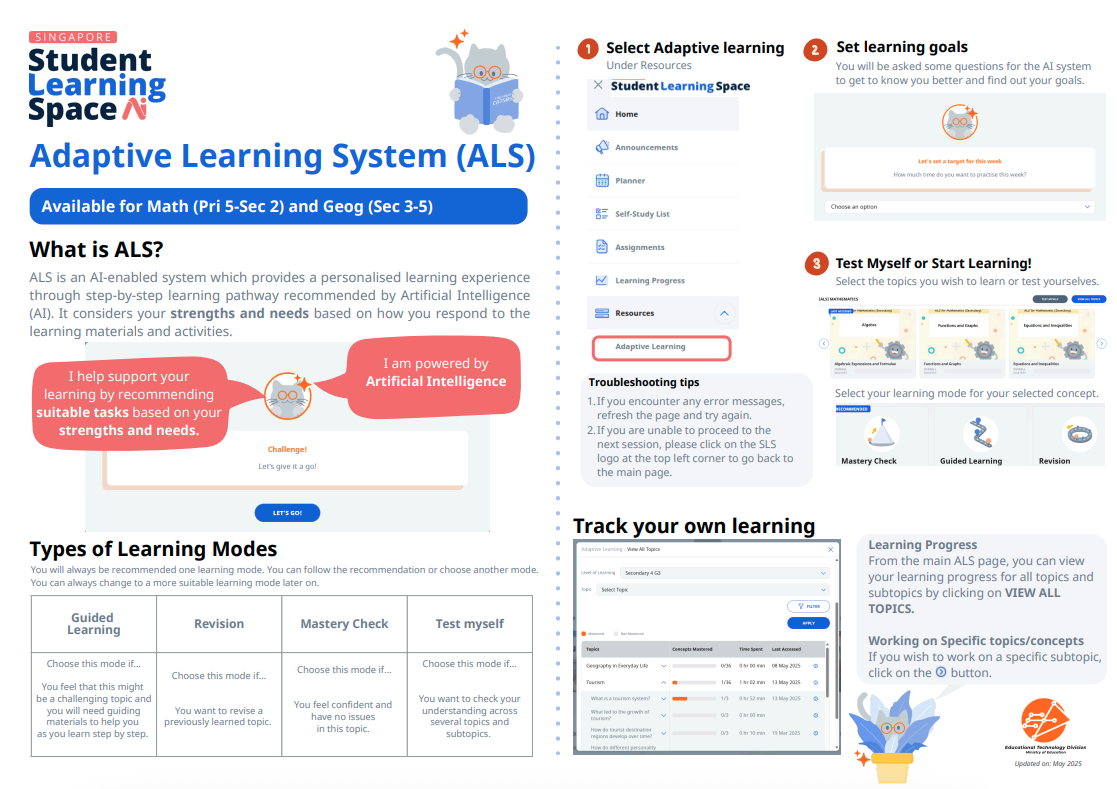 SINGAPORE
Student
Learning
Space Ai
Adaptive Learning System (ALS)
Available for Math (Pri 5-Sec 2) and Geog (Sec 3-5)
What is ALS?
ALS is an AI-enabled system which provides a personalised learning experience
through step-by-step learning pathway recommended by Artificial Intelligence
(AI). It considers your strengths and needs based on how you respond to the
learning materials and activities.
I help support your
learning by recommending
suitable tasks based on your
strengths and needs.
I am powered by
Artificial Intelligence
Challenge!
Let's give it a go!
LET'S GO!
Types of Learning Modes
You will always be recommended one learning mode. You can follow the recommendation or choose another mode.
You can always change to a more suitable learning mode later on.
Guided
Learning
Revision
Mastery Check
Test myself
Choose this mode if...
You feel that this might
be a challenging topic and
you will need guiding
materials to help you
as you learn step by step.
Choose this mode if...
You want to revise a
previously learned topic.
Choose this mode if...
You feel confident and
have no issues
in this topic.
Choose this mode if...
You want to check your
understanding across
several topics and
subtopics.
1 Select Adaptive learning
Under Resources
Student Learning Space
Home
Announcements
Planner
Self-Study List
Assignments
Learning Progress
Resources
Adaptive Learning
Troubleshooting tips
1. If you encounter any error messages,
refresh the page and try again.
2. If you are unable to proceed to the
next session, please click on the SLS
logo at the top left corner to go back to
the main page.
2 Set learning goals
You will be asked some questions for the AI system
to get to know you better and find out your goals.
Let's set a target for this week
How much time do you want to practise this week?
Choose an option
3 Test Myself or Start Learning!
Select the topics you wish to learn or test yourselves.
[ALS] MATHEMATICS
TEST MYSELF
VIEW ALL TOPICS
Algebra
Functions and Graphs
Equations and Inequalities
Algebraic Expressions and Formulae
Functions and Graphs
Equations and Inequalities
Select your learning mode for your selected concept.
RECOMMENDED
Mastery Check
Guided Learning
Revision
Track your own learning
Adaptive Learning / View All Topics
Level of Learning
Secondary 4 G3
Topic
Select Topic
FILTER
APPLY
Mastered
Not Mastered
Topics
Concepts Mastered
Time Spent
Last Accessed
Geography in Everyday Life 0/36 0 hr 00 min 08 May 2025
Tourism 1/36 1 hr 02 min 13 May 2025
What is a tourism system? 1/3 0 hr 52 min 13 May 2025
What led to the growth of
tourism? 0/3 0 hr 00 min
How do tourist destination
regions develop over time? 0/3 0 hr 10 min 19 Mar 2025
How do different personality
Learning Progress
From the main ALS page, you can view
your learning progress for all topics and
subtopics by clicking on VIEW ALL
TOPICS.
Working on Specific topics/concepts
If you wish to work on a specific subtopic,
click on the button.
Educational Technology Division
Ministry of Education
Updated on: May 2025